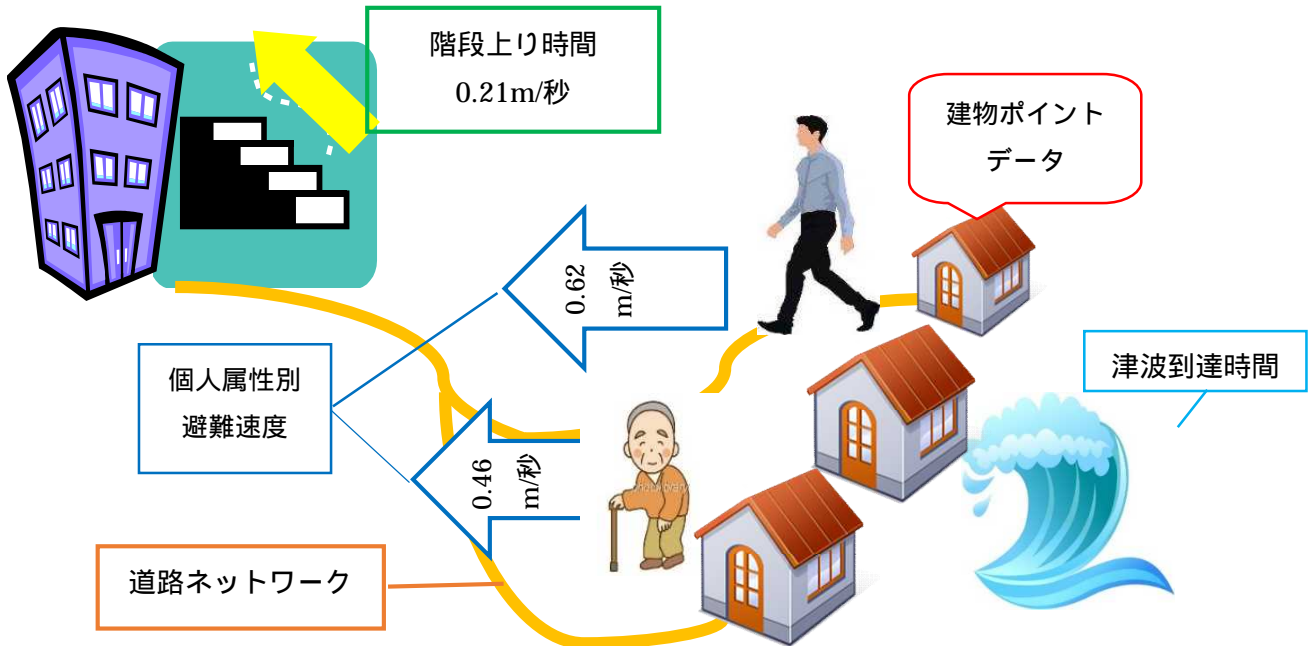 階段上り時間
0.21m/秒
建物ポイント
データ
0.62
m/秒
津波到達時間
個人属性別
避難速度
0.46
m/秒
道路ネットワーク